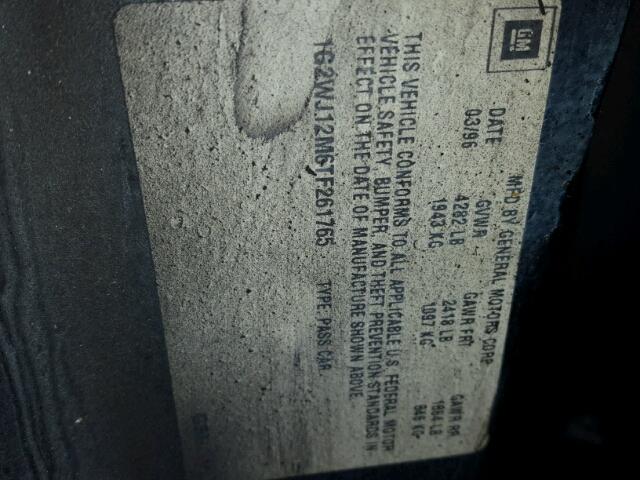 GM
MFD BY GENERAL MOTORS CORP
DATE GVWR GAWR FRT GAWR RR
03/96 4282 LB 2418 LB 1864 LB
1943 KG 1097 KG 846 KG
THIS VEHICLE CONFORMS TO ALL APPLICABLE U.S. FEDERAL MOTOR
VEHICLE SAFETY, BUMPER, AND THEFT PREVENTION STANDARDS IN
EFFECT ON THE DATE OF MANUFACTURE SHOWN ABOVE.
1G2WJ12M6TF261765 TYPE: PASS CAR